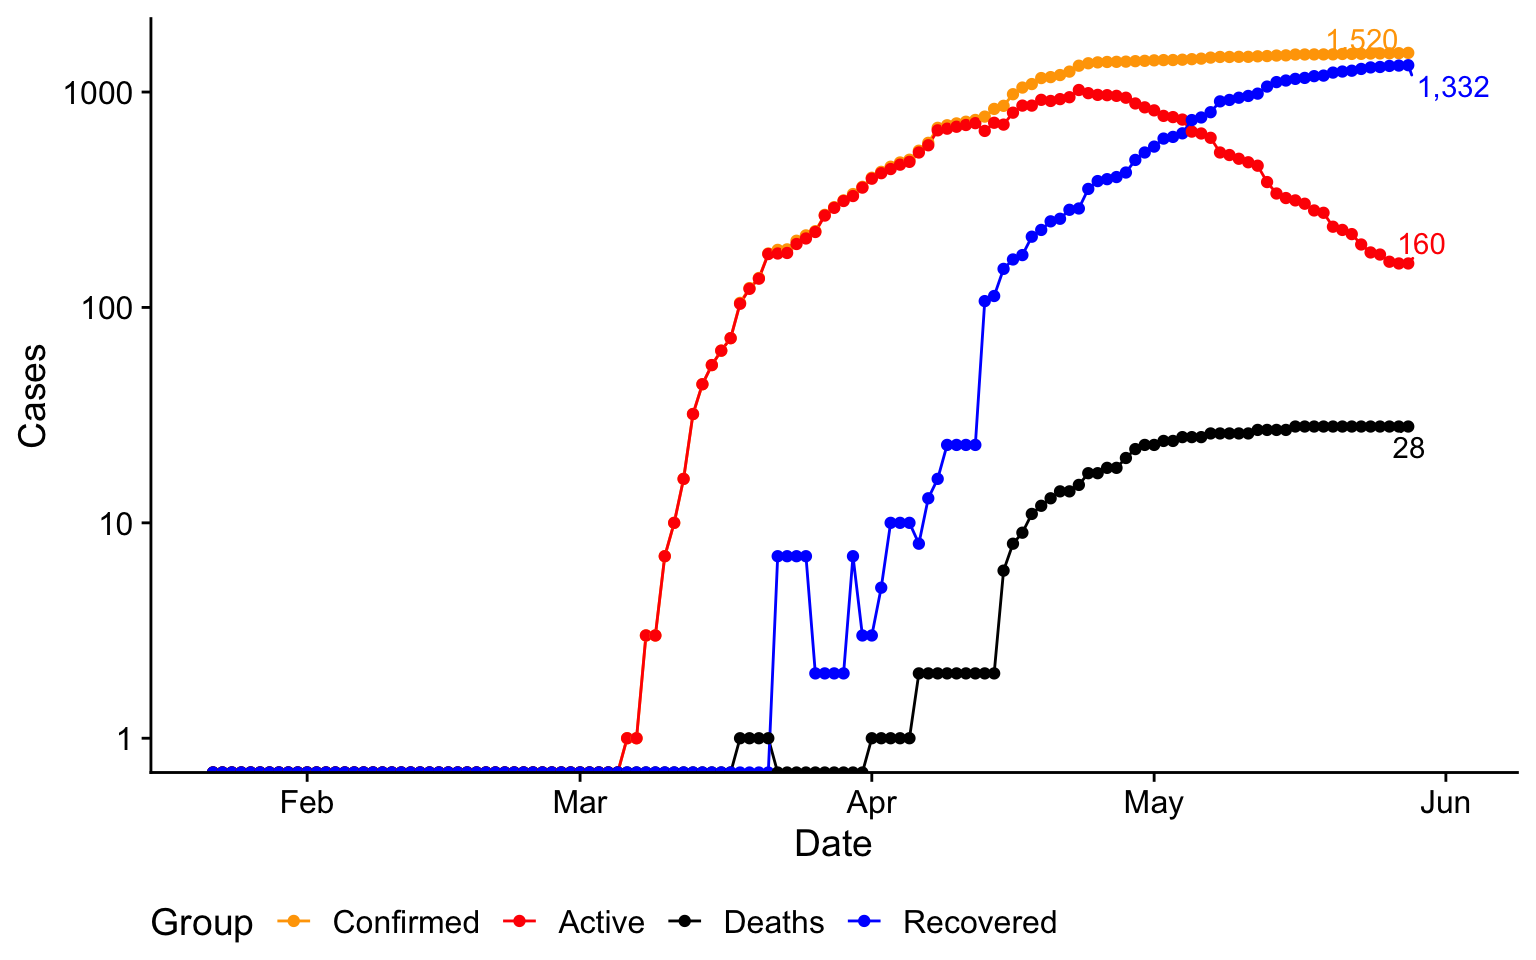 1,520
1000
1,332
160
100
Cases
28
10
1
Feb Mar Apr May Jun
Date
Group Confirmed Active Deaths Recovered